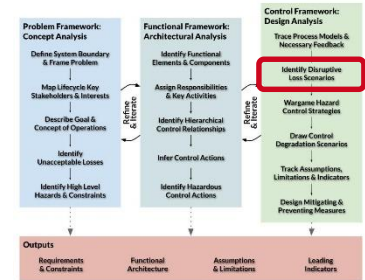 Problem Framework:
Concept Analysis
Define System Boundary
& Frame Problem
Map Lifecycle Key
Stakeholders & Interests
Describe Goal &
Concept of Operations
Identify
Unacceptable Losses
Identify High Level
Hazards & Constraints
Refine
& Iterate
Functional Framework:
Architectural Analysis
Identify Functional
Elements & Components
Assign Responsibilities
& Key Activities
Identify Hierarchical
Control Relationships
Infer Control Actions
Identify Hazardous
Control Actions
Refine
& Iterate
Control Framework:
Design Analysis
Trace Process Models &
Necessary Feedback
Identify Disruptive
Loss Scenarios
Wargame Hazard
Control Strategies
Draw Control
Degradation Scenarios
Track Assumptions,
Limitations & Indicators
Design Mitigating &
Preventing Measures
Outputs
Requirements
& Constraints
Functional
Architecture
Assumptions
& Limitations
Leading
Indicators